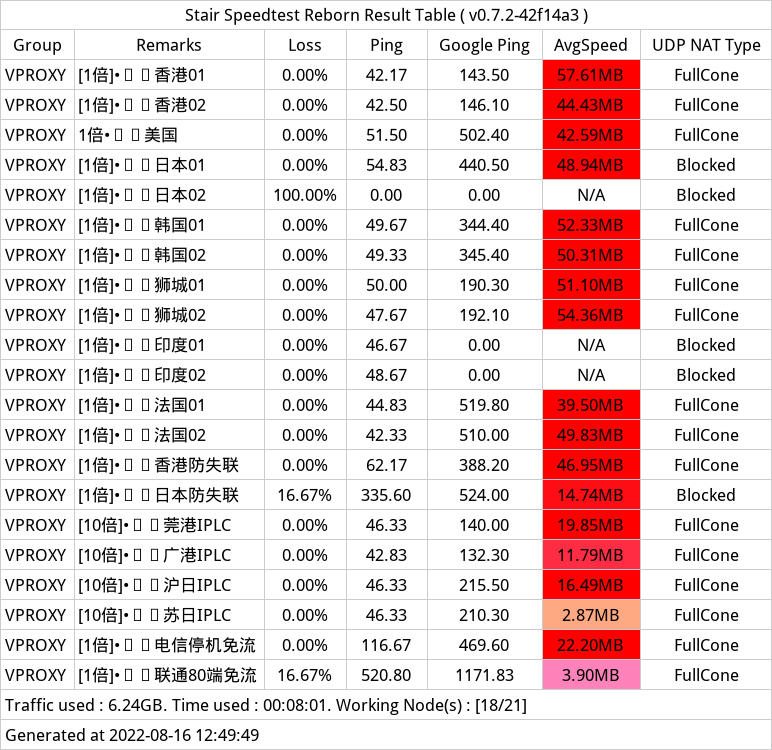 Stair Speedtest Reborn Result Table ( v0.7.2-42f14a3 )
Group Remarks Loss Ping Google Ping AvgSpeed UDP NAT Type
VPROXY [1倍]•香港01 0.00% 42.17 143.50 57.61MB FullCone
VPROXY [1倍]•香港02 0.00% 42.50 146.10 44.43MB FullCone
VPROXY 1倍•美国 0.00% 51.50 502.40 42.59MB FullCone
VPROXY [1倍]•日本01 0.00% 54.83 440.50 48.94MB Blocked
VPROXY [1倍]•日本02 100.00% 0.00 0.00 N/A Blocked
VPROXY [1倍]•韩国01 0.00% 49.67 344.40 52.33MB FullCone
VPROXY [1倍]•韩国02 0.00% 49.33 345.40 50.31MB FullCone
VPROXY [1倍]•狮城01 0.00% 50.00 190.30 51.10MB FullCone
VPROXY [1倍]•狮城02 0.00% 47.67 192.10 54.36MB FullCone
VPROXY [1倍]•印度01 0.00% 46.67 0.00 N/A Blocked
VPROXY [1倍]•印度02 0.00% 48.67 0.00 N/A Blocked
VPROXY [1倍]•法国01 0.00% 44.83 519.80 39.50MB FullCone
VPROXY [1倍]•法国02 0.00% 42.33 510.00 49.83MB FullCone
VPROXY [1倍]•香港防失联 0.00% 62.17 388.20 46.95MB FullCone
VPROXY [1倍]•日本防失联 16.67% 335.60 524.00 14.74MB Blocked
VPROXY [10倍]•莞港IPLC 0.00% 46.33 140.00 19.85MB FullCone
VPROXY [10倍]•广港IPLC 0.00% 42.83 132.30 11.79MB FullCone
VPROXY [10倍]•沪日IPLC 0.00% 46.33 215.50 16.49MB FullCone
VPROXY [10倍]•苏日IPLC 0.00% 46.33 210.30 2.87MB FullCone
VPROXY [1倍]•电信停机免流 0.00% 116.67 469.60 22.20MB FullCone
VPROXY [1倍]•联通80端免流 16.67% 520.80 1171.83 3.90MB FullCone
Traffic used : 6.24GB. Time used : 00:08:01. Working Node(s) : [18/21]
Generated at 2022-08-16 12:49:49